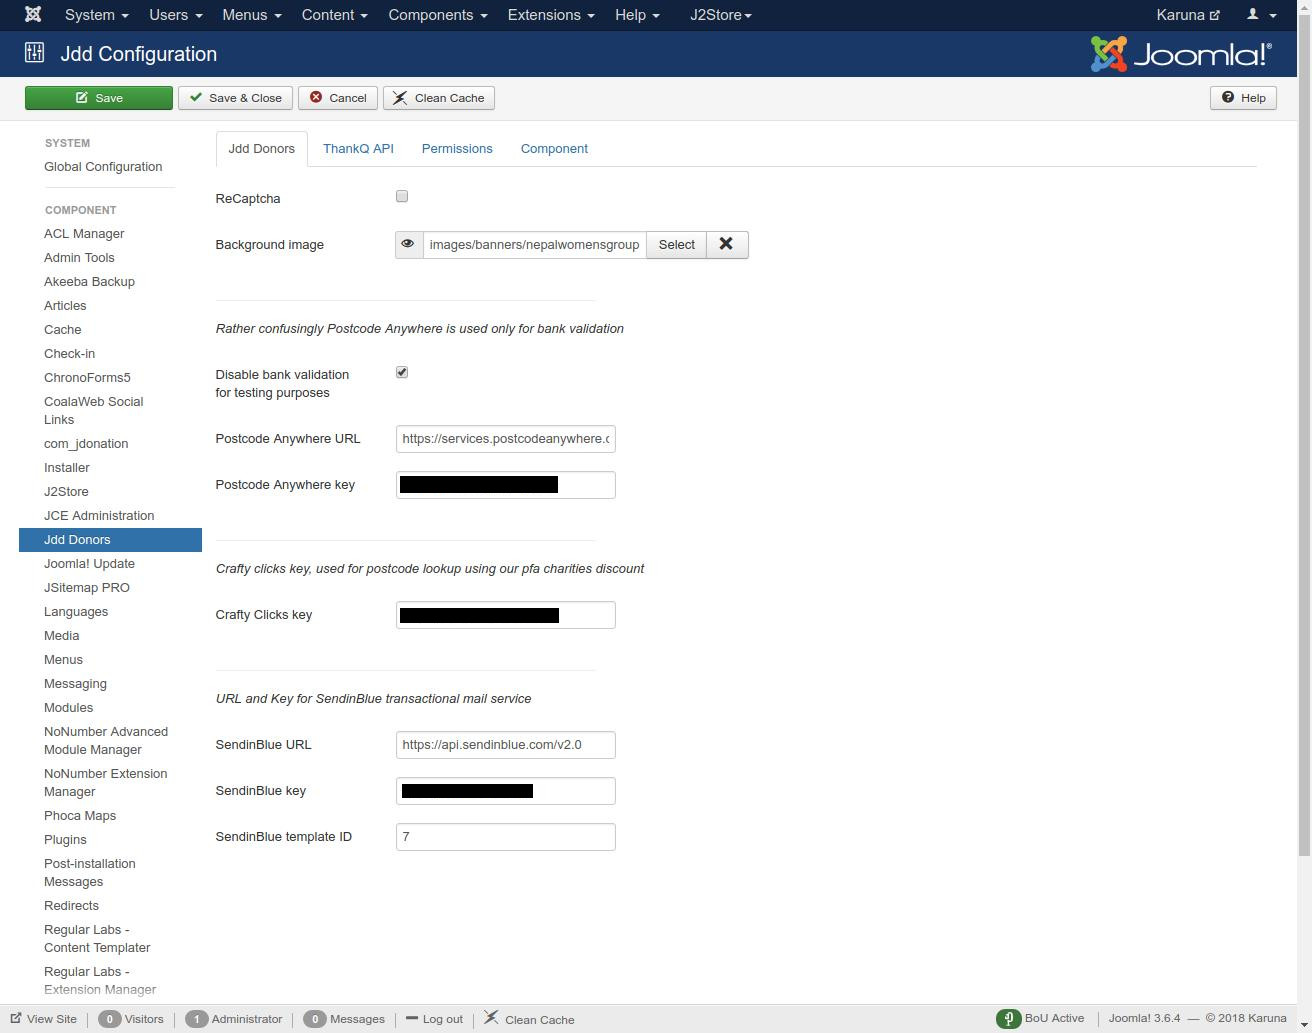 System Users Menus Content Components Extensions Help J2Store Karuna
Jdd Configuration Joomla!®
Save Save & Close Cancel Clean Cache Help
SYSTEM
Global Configuration
COMPONENT
ACL Manager
Admin Tools
Akeeba Backup
Articles
Cache
Check-in
ChronoForms5
CoalaWeb Social
Links
com_jdonation
Installer
J2Store
JCE Administration
Jdd Donors
Joomla! Update
JSitemap PRO
Languages
Media
Menus
Messaging
Modules
NoNumber Advanced
Module Manager
NoNumber Extension
Manager
Phoca Maps
Plugins
Post-installation
Messages
Redirects
Regular Labs -
Content Templater
Regular Labs -
Extension Manager
Jdd Donors ThankQ API Permissions Component
ReCaptcha
Background image images/banners/nepalwomensgroup Select
Rather confusingly Postcode Anywhere is used only for bank validation
Disable bank validation
for testing purposes
Postcode Anywhere URL https://services.postcodeanywhere.c
Postcode Anywhere key
Crafty clicks key, used for postcode lookup using our pfa charities discount
Crafty Clicks key
URL and Key for SendinBlue transactional mail service
SendinBlue URL https://api.sendinblue.com/v2.0
SendinBlue key
SendinBlue template ID 7
View Site 0 Visitors 1 Administrator 0 Messages Log out Clean Cache BoU Active Joomla! 3.6.4 — © 2018 Karuna